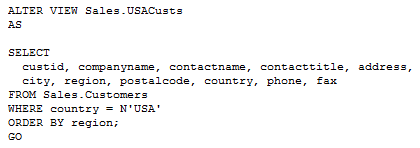 ALTER VIEW Sales.USACusts
AS
SELECT
custid, companyname, contactname, contacttitle, address,
city, region, postalcode, country, phone, fax
FROM Sales.Customers
WHERE country = N'USA'
ORDER BY region;
GO